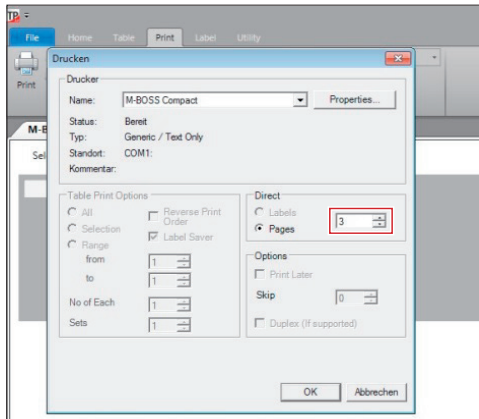 TP
File Home Table Print Label Utility
Print
Drucken
Drucker
Name: M-BOSS Compact Properties...
Status: Bereit
Typ: Generic / Text Only
Standort: COM1:
Kommentar:
M-B
Sel
Table Print Options
All
Selection
Range
from 1
to 1
No of Each 1
Sets 1
Reverse Print
Order
Label Saver
Direct
Labels
Pages
3
Options
Print Later
Skip 0
Duplex (If supported)
OK Abbrechen